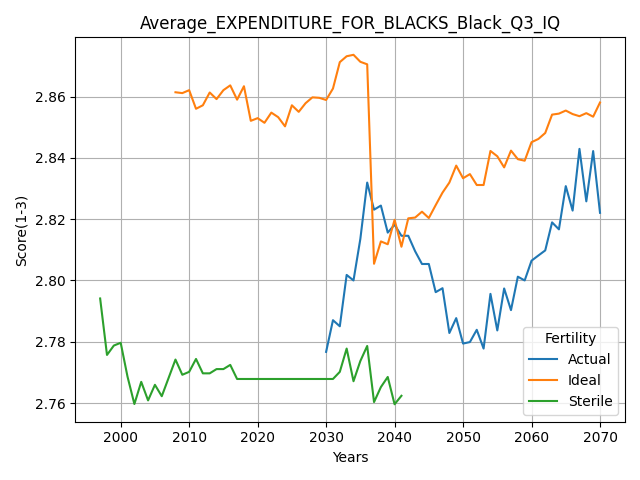 Average_EXPENDITURE_FOR_BLACKS_Black_Q3_IQ
Score(1-3)
2.86
2.84
2.82
2.80
2.78
2.76
2000 2010 2020 2030 2040 2050 2060 2070
Years
Fertility
Actual
Ideal
Sterile